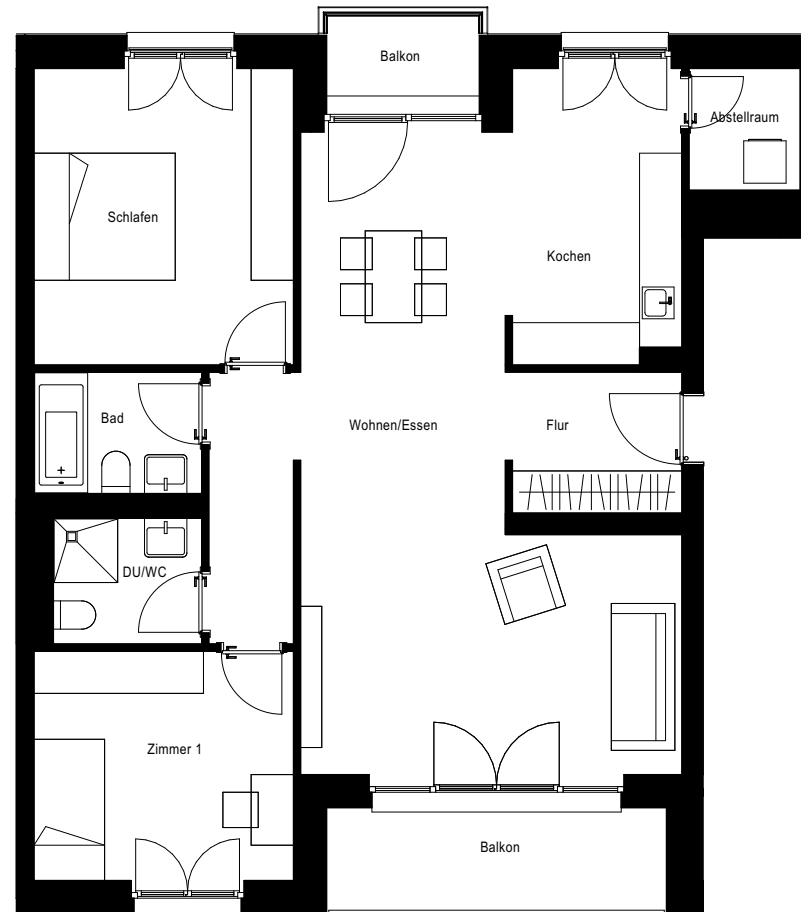 Balkon
Abstellraum
Schlafen
Kochen
Bad
Wohnen/Essen
Flur
DU/WC
Zimmer 1
Balkon